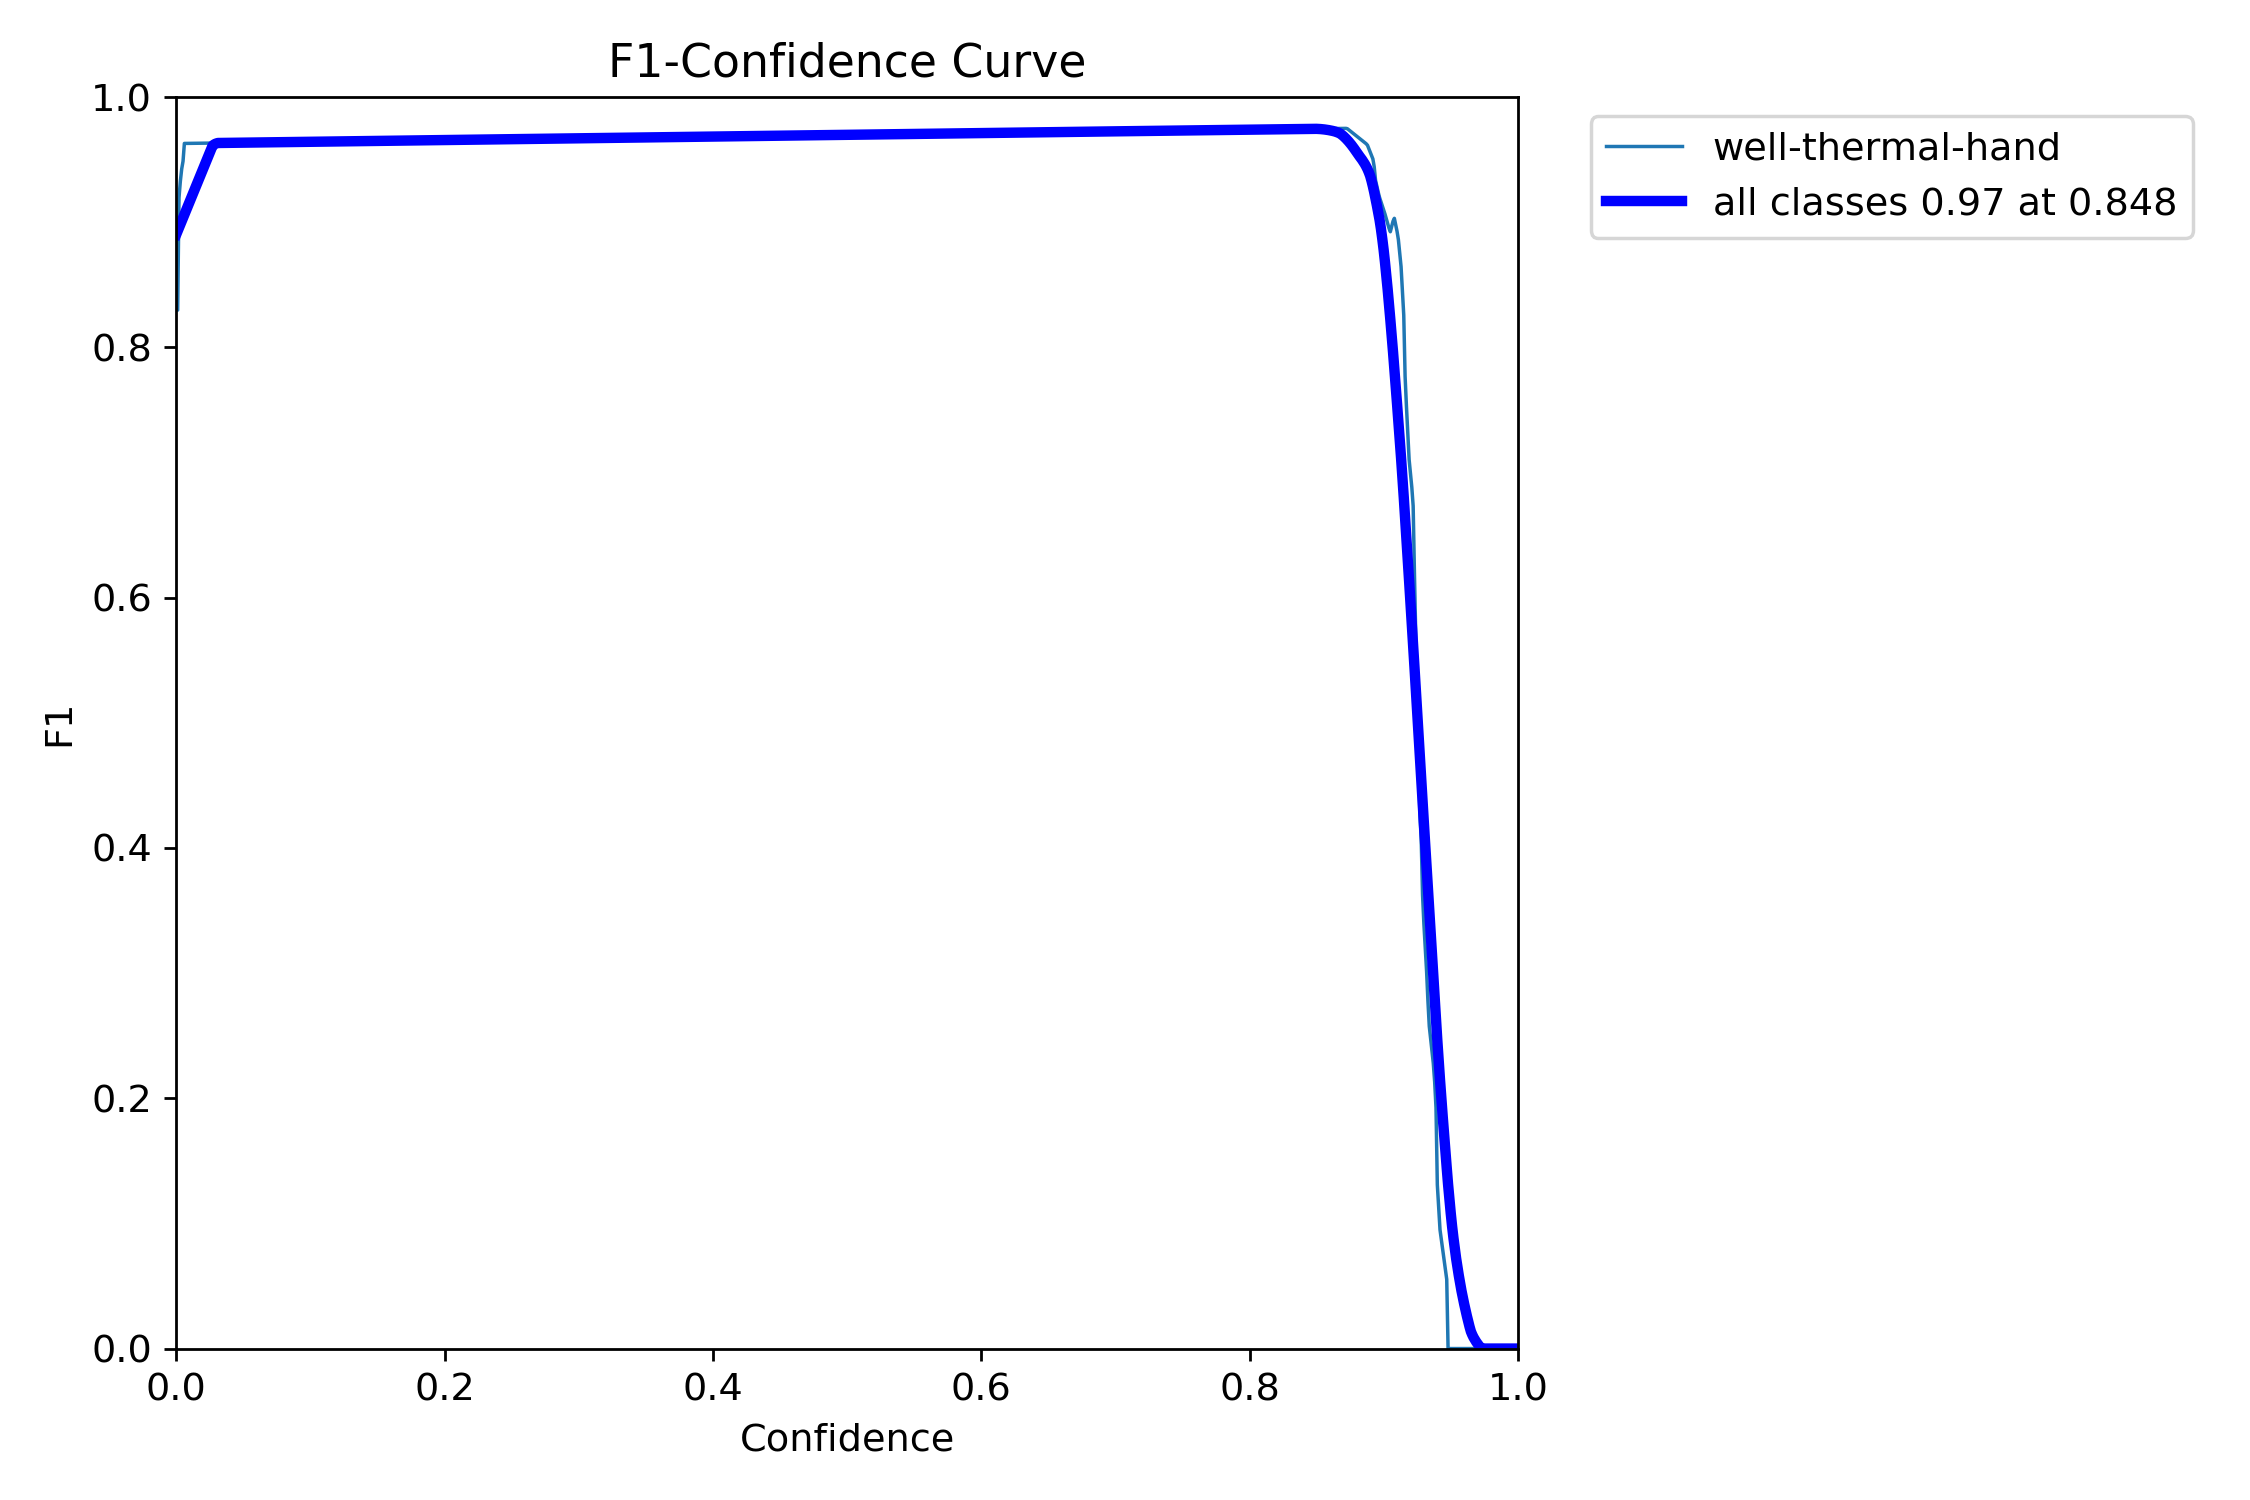 F1-Confidence Curve
1.0
0.8
0.6
0.4
0.2
0.0
F1
0.0 0.2 0.4 0.6 0.8 1.0
Confidence
well-thermal-hand
all classes 0.97 at 0.848